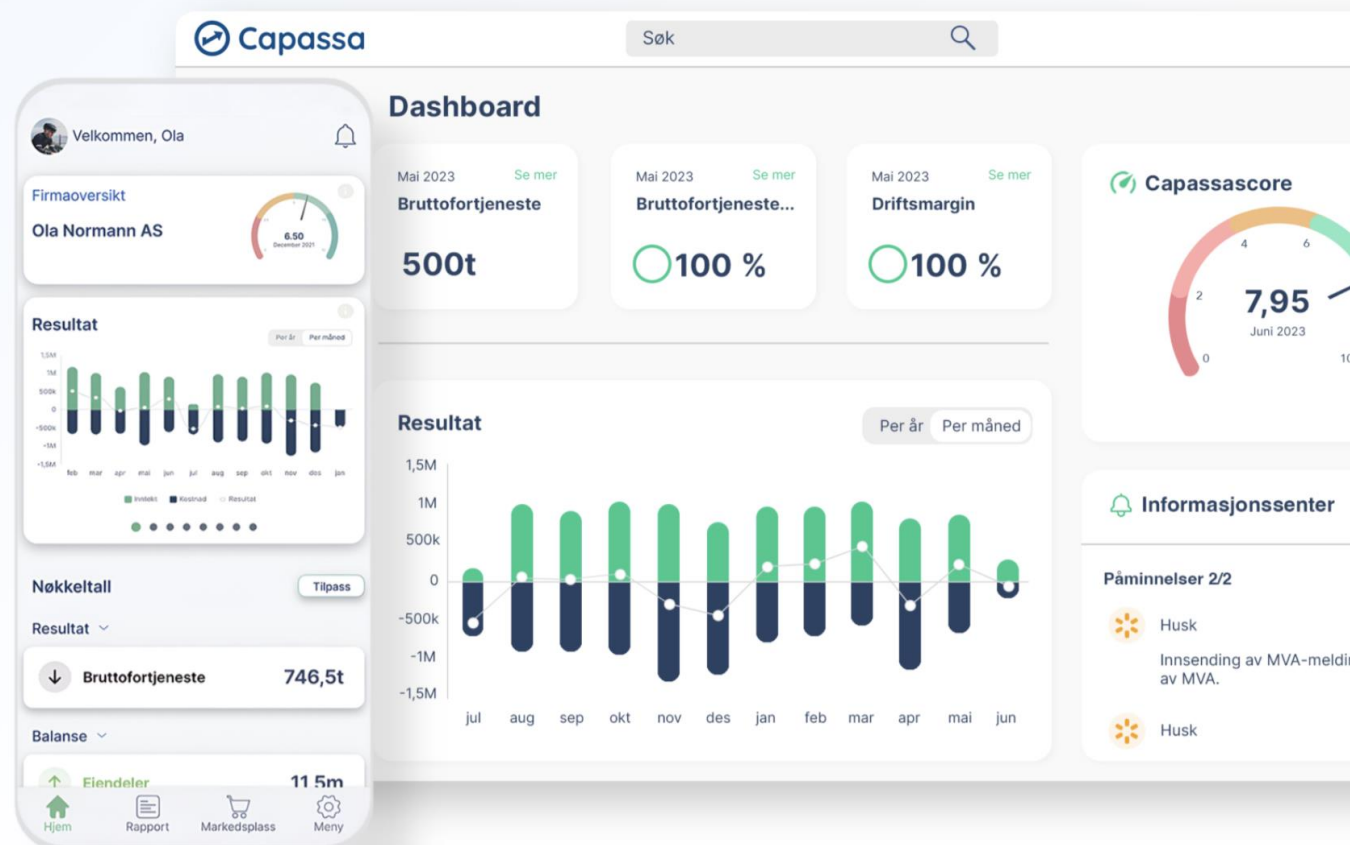 Capassa
Søk
Velkommen, Ola
Firmaoversikt
Ola Normann AS
6.50
December 2021
Resultat
Per år Per måned
1,5M
1M
500k
0
-500k
-1M
-1,5M
feb mar apr mai jun jul aug sep okt nov des jan
Inntekt Kostnad Resultat
Nøkkeltall
Tilpass
Resultat
Bruttofortjeneste 746,5t
Balanse
Eiendeler 11,5m
Hjem Rapport Markedsplass Meny
Dashboard
Mai 2023 Se mer
Bruttofortjeneste
500t
Mai 2023 Se mer
Bruttofortjeneste...
100 %
Mai 2023 Se mer
Driftsmargin
100 %
Resultat
Per år Per måned
1,5M
1M
500k
0
-500k
-1M
-1,5M
jul aug sep okt nov des jan feb mar apr mai jun
Capassascore
0 2 4 6 10
7,95
Juni 2023
Informasjonssenter
Påminnelser 2/2
Husk
Innsending av MVA-meldin
av MVA.
Husk